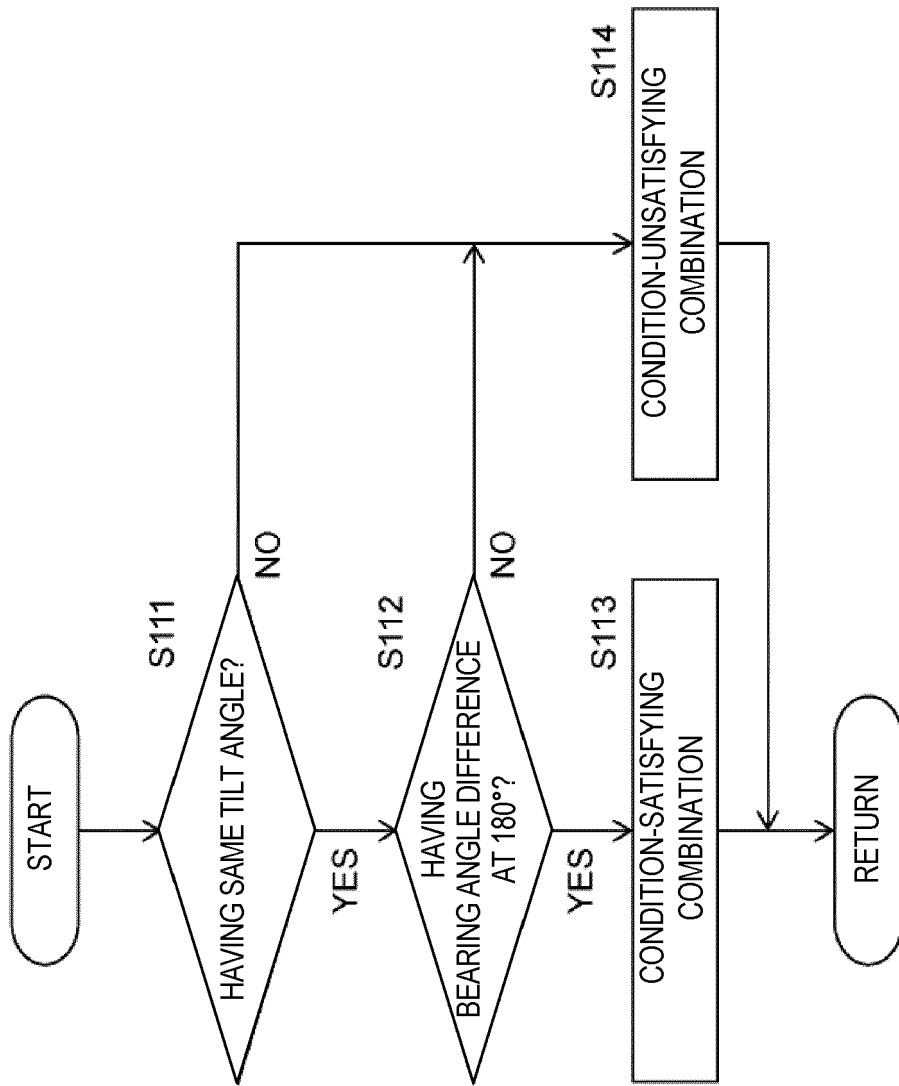 START
S111
HAVING SAME TILT ANGLE?
NO
YES
S112
HAVING
BEARING ANGLE DIFFERENCE
AT 180°?
NO
YES
S113
CONDITION-SATISFYING
COMBINATION
S114
CONDITION-UNSATISFYING
COMBINATION
RETURN